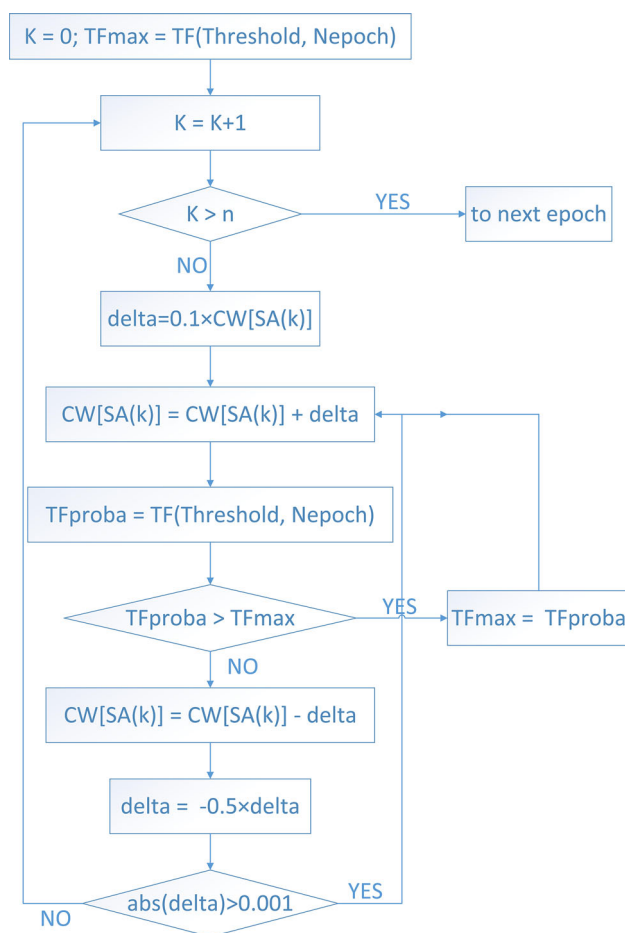 K = 0; TFmax = TF(Threshold, Nepoch)
K = K+1
K > n
YES
to next epoch
NO
delta=0.1×CW[SA(k)]
CW[SA(k)] = CW[SA(k)] + delta
TFproba = TF(Threshold, Nepoch)
TFproba > TFmax
YES
TFmax = TFproba
NO
CW[SA(k)] = CW[SA(k)] - delta
delta = -0.5×delta
abs(delta)>0.001
YES
NO